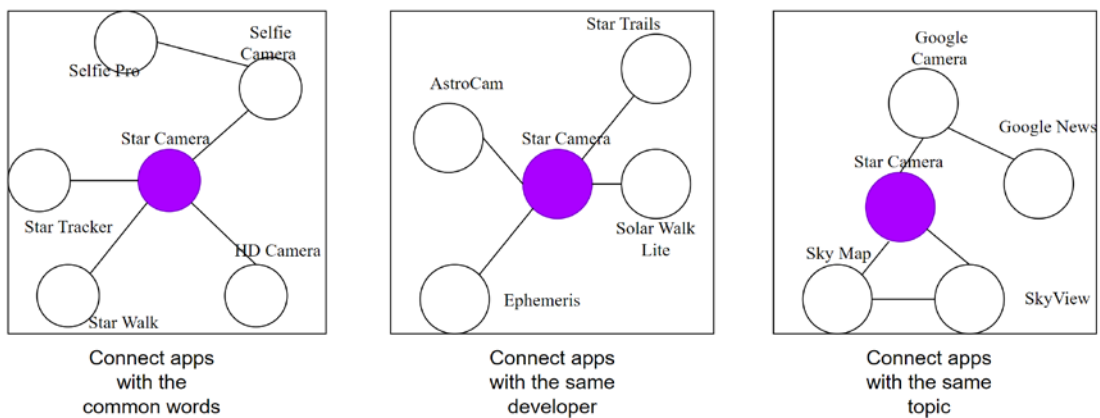 Selfie
Camera
Selfie Pro
Star Camera
Star Tracker
HD Camera
Star Walk
Connect apps
with the
common words
Star Trails
AstroCam
Star Camera
Solar Walk
Lite
Ephemeris
Connect apps
with the same
developer
Google
Camera
Google News
Star Camera
Sky Map
SkyView
Connect apps
with the same
topic